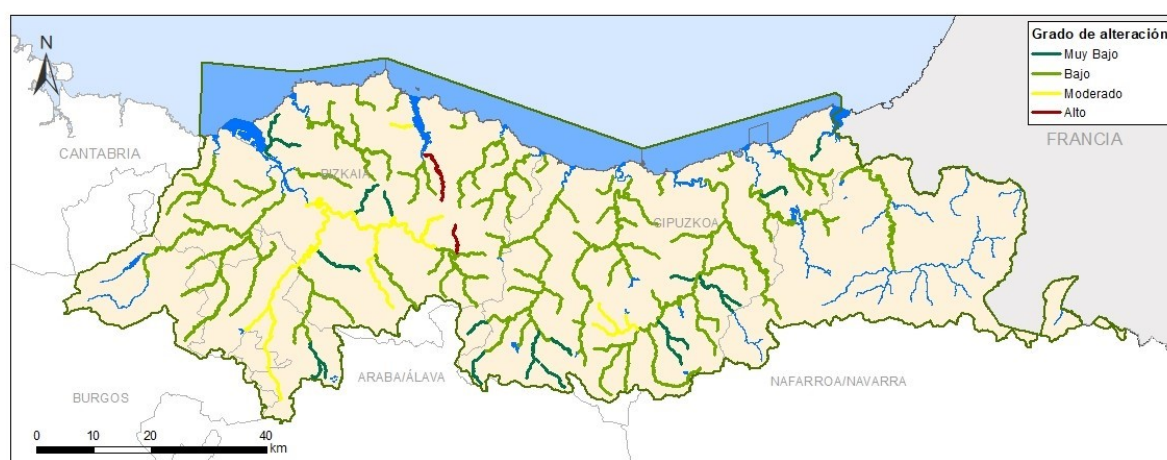 N
Grado de alteración
Muy Bajo
Bajo
Moderado
Alto
FRANCIA
CANTABRIA
BIZKAIA
GIPUZKOA
ARABA/ÁLAVA
NAFARROA/NAVARRA
BURGOS
0 10 20 40
km